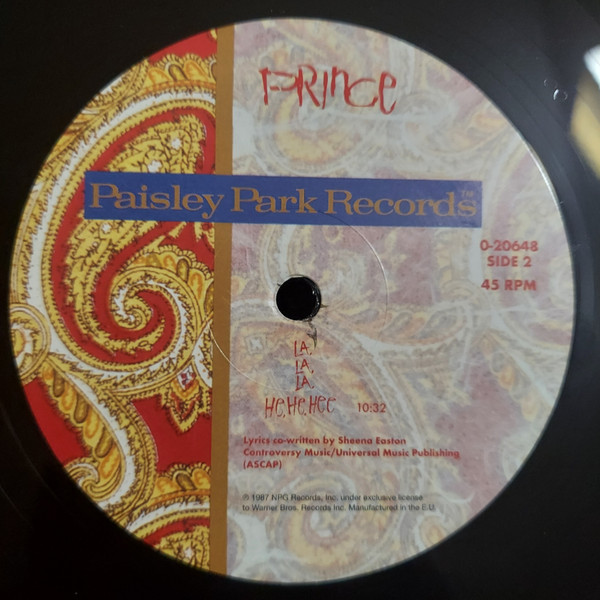 PRINCE
Paisley Park Records™
0-20648
SIDE 2
45 RPM
LA,
LA,
LA,
HE, HE, HEE 10:32
Lyrics co-written by Sheena Easton
Controversy Music/Universal Music Publishing
(ASCAP)
℗ 1987 NPG Records, Inc. under exclusive license
to Warner Bros. Records Inc. Manufactured in the E.U.